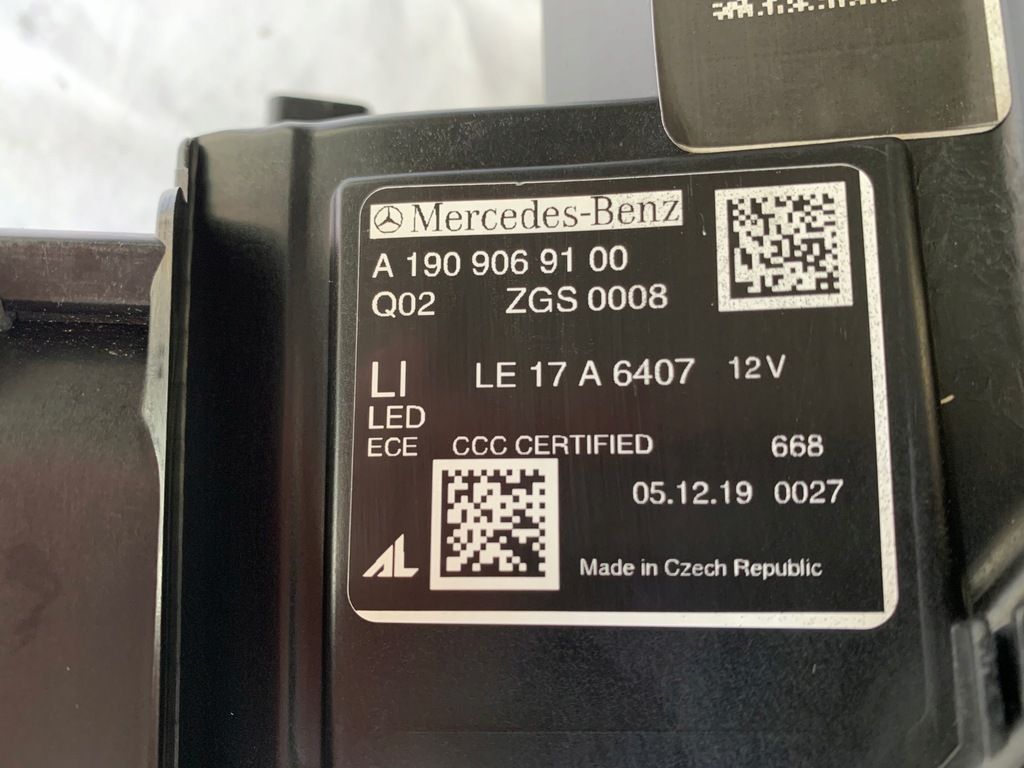 Mercedes-Benz
A 190 906 91 00
Q02 ZGS 0008
LI LE 17 A 6407 12V
LED
ECE CCC CERTIFIED 668
05.12.19 0027
AL Made in Czech Republic